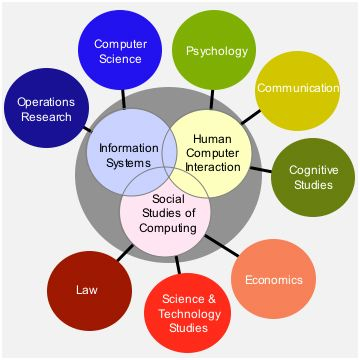 Computer
Science
Psychology
Communication
Operations
Research
Information
Systems
Human
Computer
Interaction
Cognitive
Studies
Social
Studies of
Computing
Law
Science &
Technology
Studies
Economics